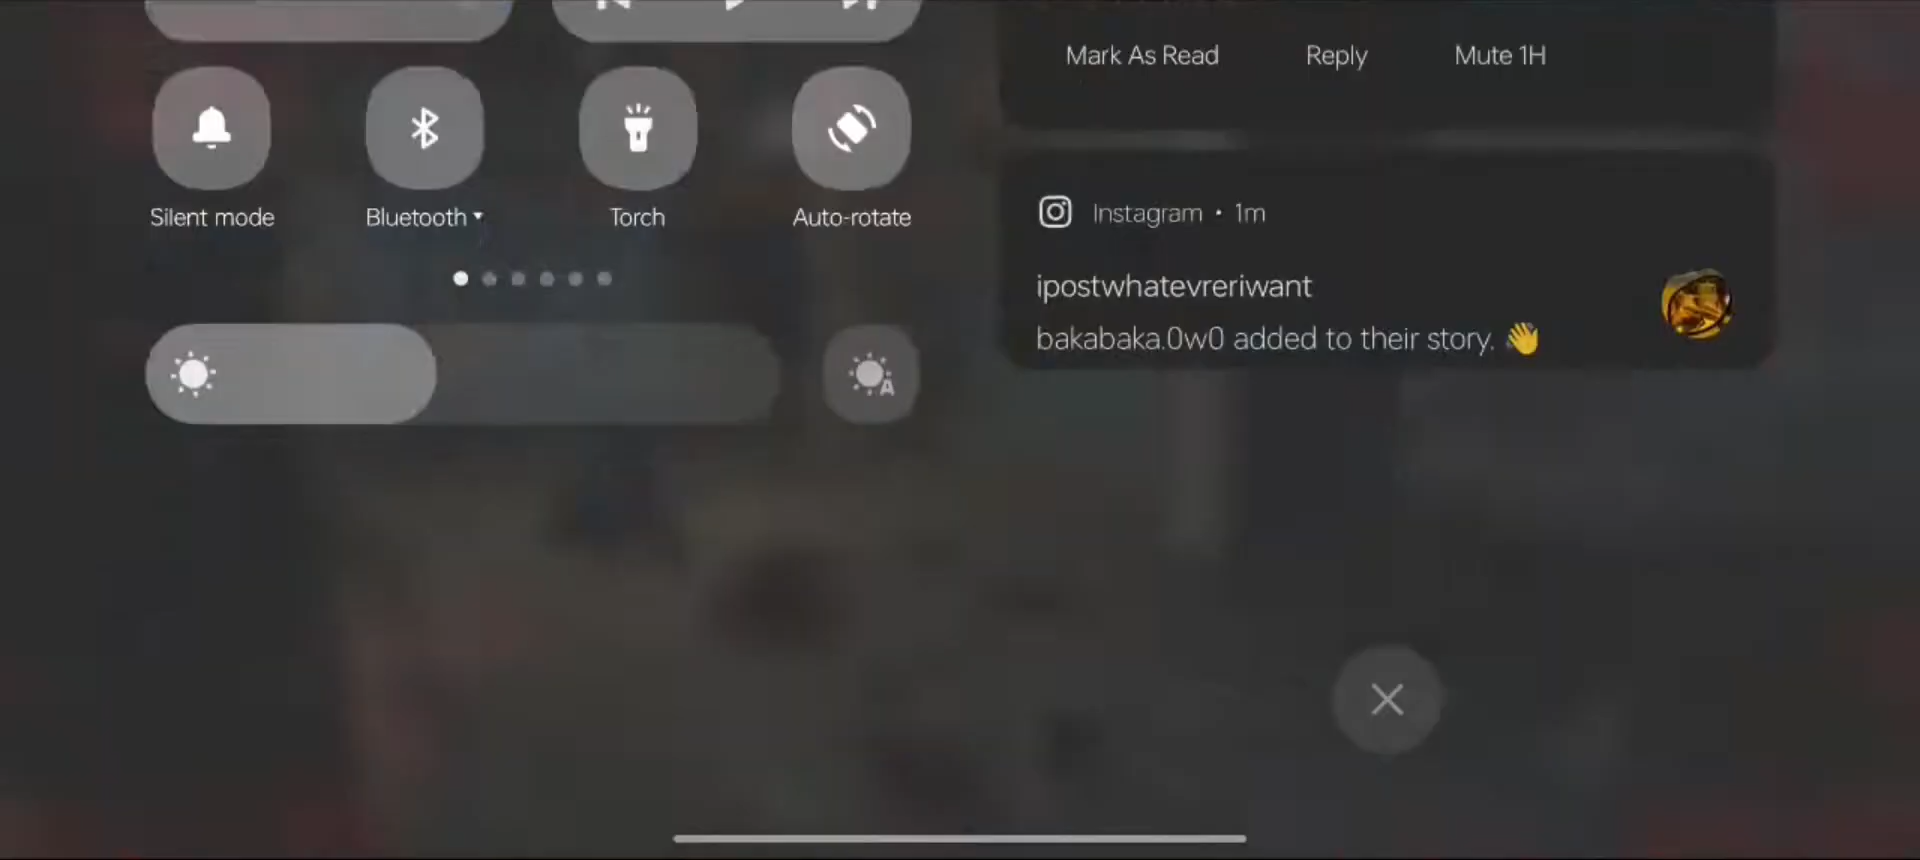 Silent mode
Bluetooth
Torch
Auto-rotate
Mark As Read
Reply
Mute 1H
Instagram • 1m
ipostwhatevreriwant
bakabaka.0w0 added to their story. 👋